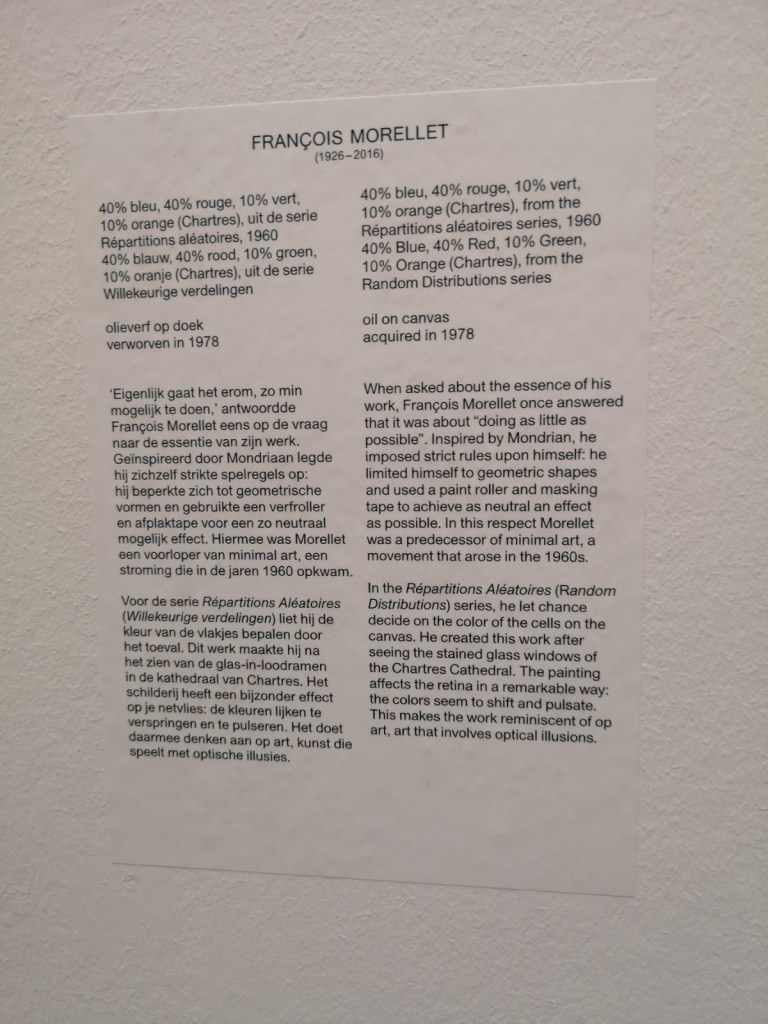 FRANÇOIS MORELLET
(1926–2016)
40% bleu, 40% rouge, 10% vert,
10% orange (Chartres), uit de serie
Répartitions aléatoires, 1960
40% blauw, 40% rood, 10% groen,
10% oranje (Chartres), uit de serie
Willekeurige verdelingen
olieverf op doek
verworven in 1978
‘Eigenlijk gaat het erom, zo min
mogelijk te doen,’ antwoordde
François Morellet eens op de vraag
naar de essentie van zijn werk.
Geïnspireerd door Mondriaan legde
hij zichzelf strikte spelregels op:
hij beperkte zich tot geometrische
vormen en gebruikte een verfroller
en afplaktape voor een zo neutraal
mogelijk effect. Hiermee was Morellet
een voorloper van minimal art, een
stroming die in de jaren 1960 opkwam.
Voor de serie Répartitions Aléatoires
(Willekeurige verdelingen) liet hij de
kleur van de vlakjes bepalen door
het toeval. Dit werk maakte hij na
het zien van de glas-in-loodramen
in de kathedraal van Chartres. Het
schilderij heeft een bijzonder effect
op je netvlies: de kleuren lijken te
verspringen en te pulseren. Het doet
daarmee denken aan op art, kunst die
speelt met optische illusies.
40% bleu, 40% rouge, 10% vert,
10% orange (Chartres), from the
Répartitions aléatoires series, 1960
40% Blue, 40% Red, 10% Green,
10% Orange (Chartres), from the
Random Distributions series
oil on canvas
acquired in 1978
When asked about the essence of his
work, François Morellet once answered
that it was about “doing as little as
possible”. Inspired by Mondrian, he
imposed strict rules upon himself: he
limited himself to geometric shapes
and used a paint roller and masking
tape to achieve as neutral an effect
as possible. In this respect Morellet
was a predecessor of minimal art, a
movement that arose in the 1960s.
In the Répartitions Aléatoires (Random
Distributions) series, he let chance
decide on the color of the cells on the
canvas. He created this work after
seeing the stained glass windows of
the Chartres Cathedral. The painting
affects the retina in a remarkable way:
the colors seem to shift and pulsate.
This makes the work reminiscent of op
art, art that involves optical illusions.